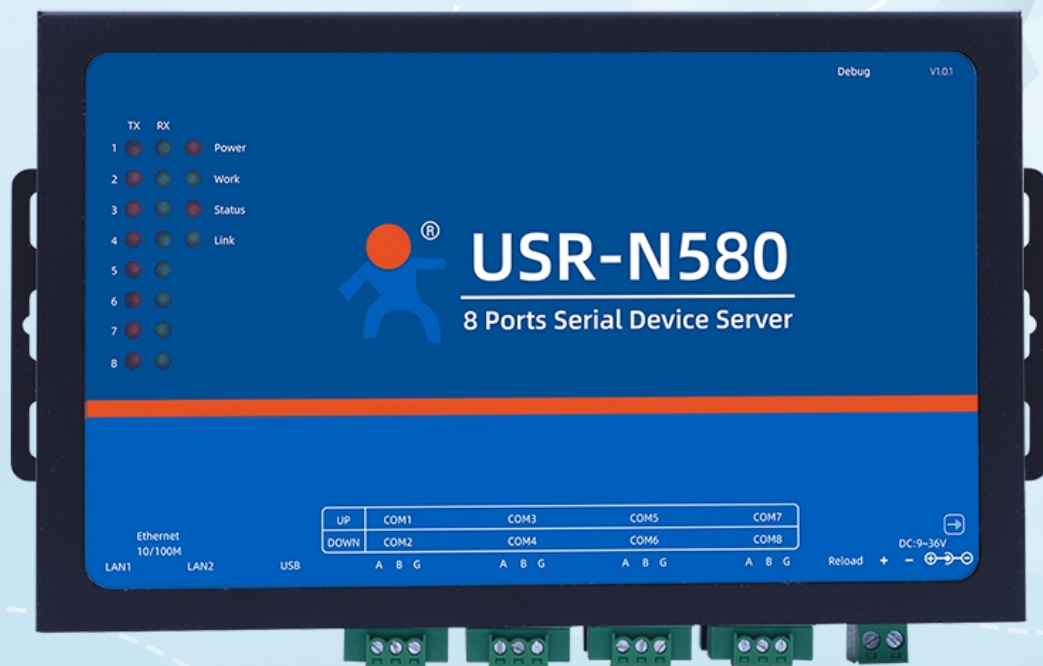 Debug V1.0.1
TX RX
1 Power
2 Work
3 Status
4 Link
5
6
7
8
®
USR-N580
8 Ports Serial Device Server
UP COM1 COM3 COM5 COM7
DOWN COM2 COM4 COM6 COM8
Ethernet
10/100M
DC:9~36V
LAN1 LAN2 USB A B G A B G A B G A B G Reload + −